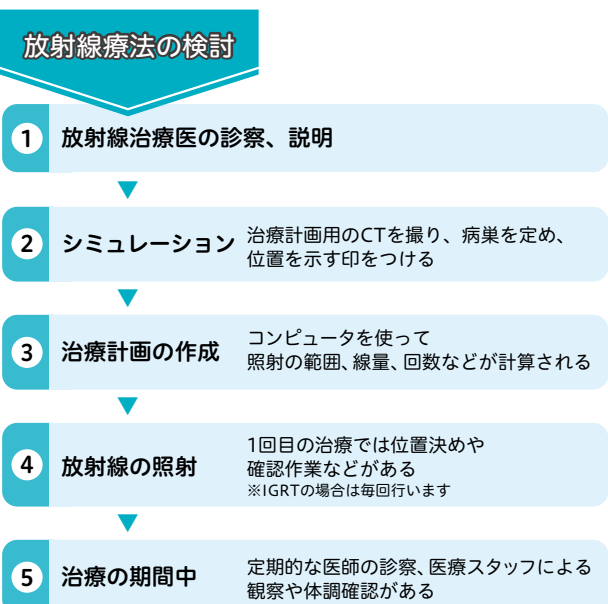 放射線療法の検討
1 放射線治療医の診察、説明
2 シミュレーション
治療計画用のCTを撮り、病巣を定め、
位置を示す印をつける
3 治療計画の作成
コンピュータを使って
照射の範囲、線量、回数などが計算される
4 放射線の照射
1回目の治療では位置決めや
確認作業などがある
※IGRTの場合は毎回行います
5 治療の期間中
定期的な医師の診察、医療スタッフによる
観察や体調確認がある